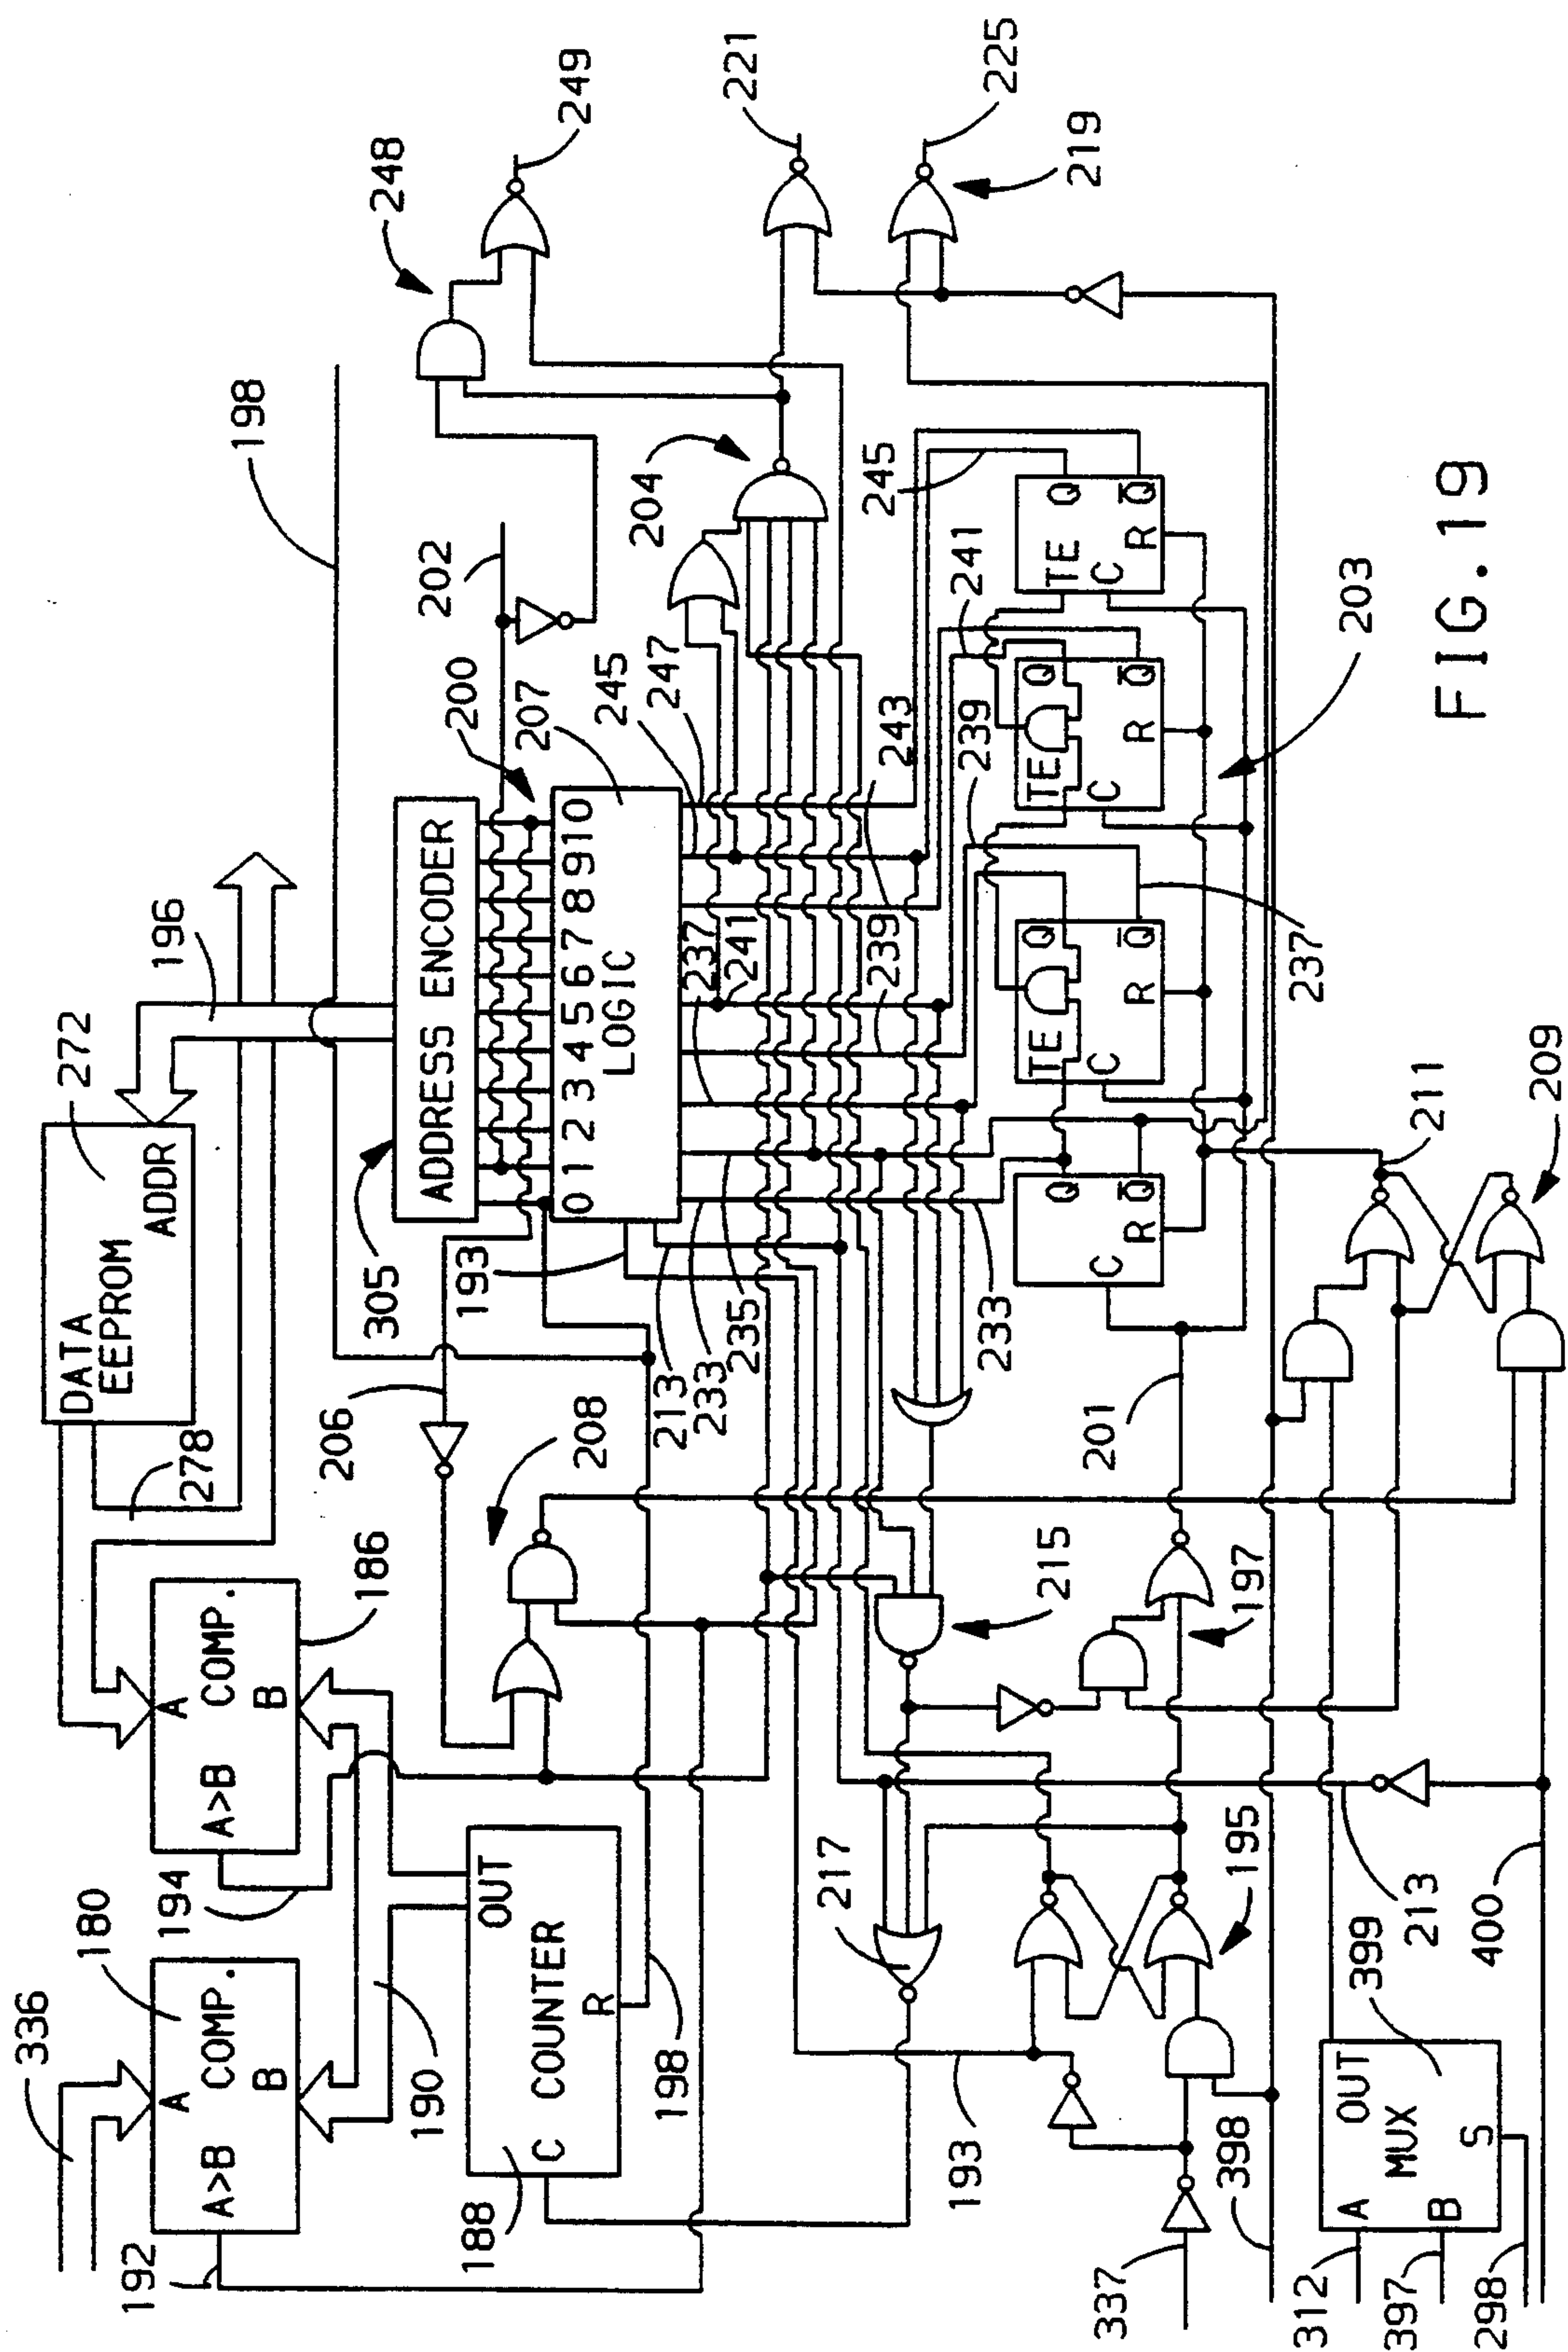 336
180
A
COMP.
A>B
B
192
194
186
A
COMP.
A>B
B
278
DATA
EEPROM
ADDR
272
196
198
190
188
C
COUNTER
OUT
R
198
206
208
305
ADDRESS ENCODER
0 1 2 3 4 5 6 7 8 9 10
LOGIC
200
207
202
248
249
193
213
233
235
237
241
239
243
245
247
204
221
225
219
217
215
193
195
197
201
233
C
Q
Q
R
TE
C
Q
Q
R
237
239
TE
C
Q
Q
R
241
TE
C
Q
Q
R
245
203
337
398
312
397
298
A
B
OUT
MUX
S
399
400
213
211
209
FIG. 19